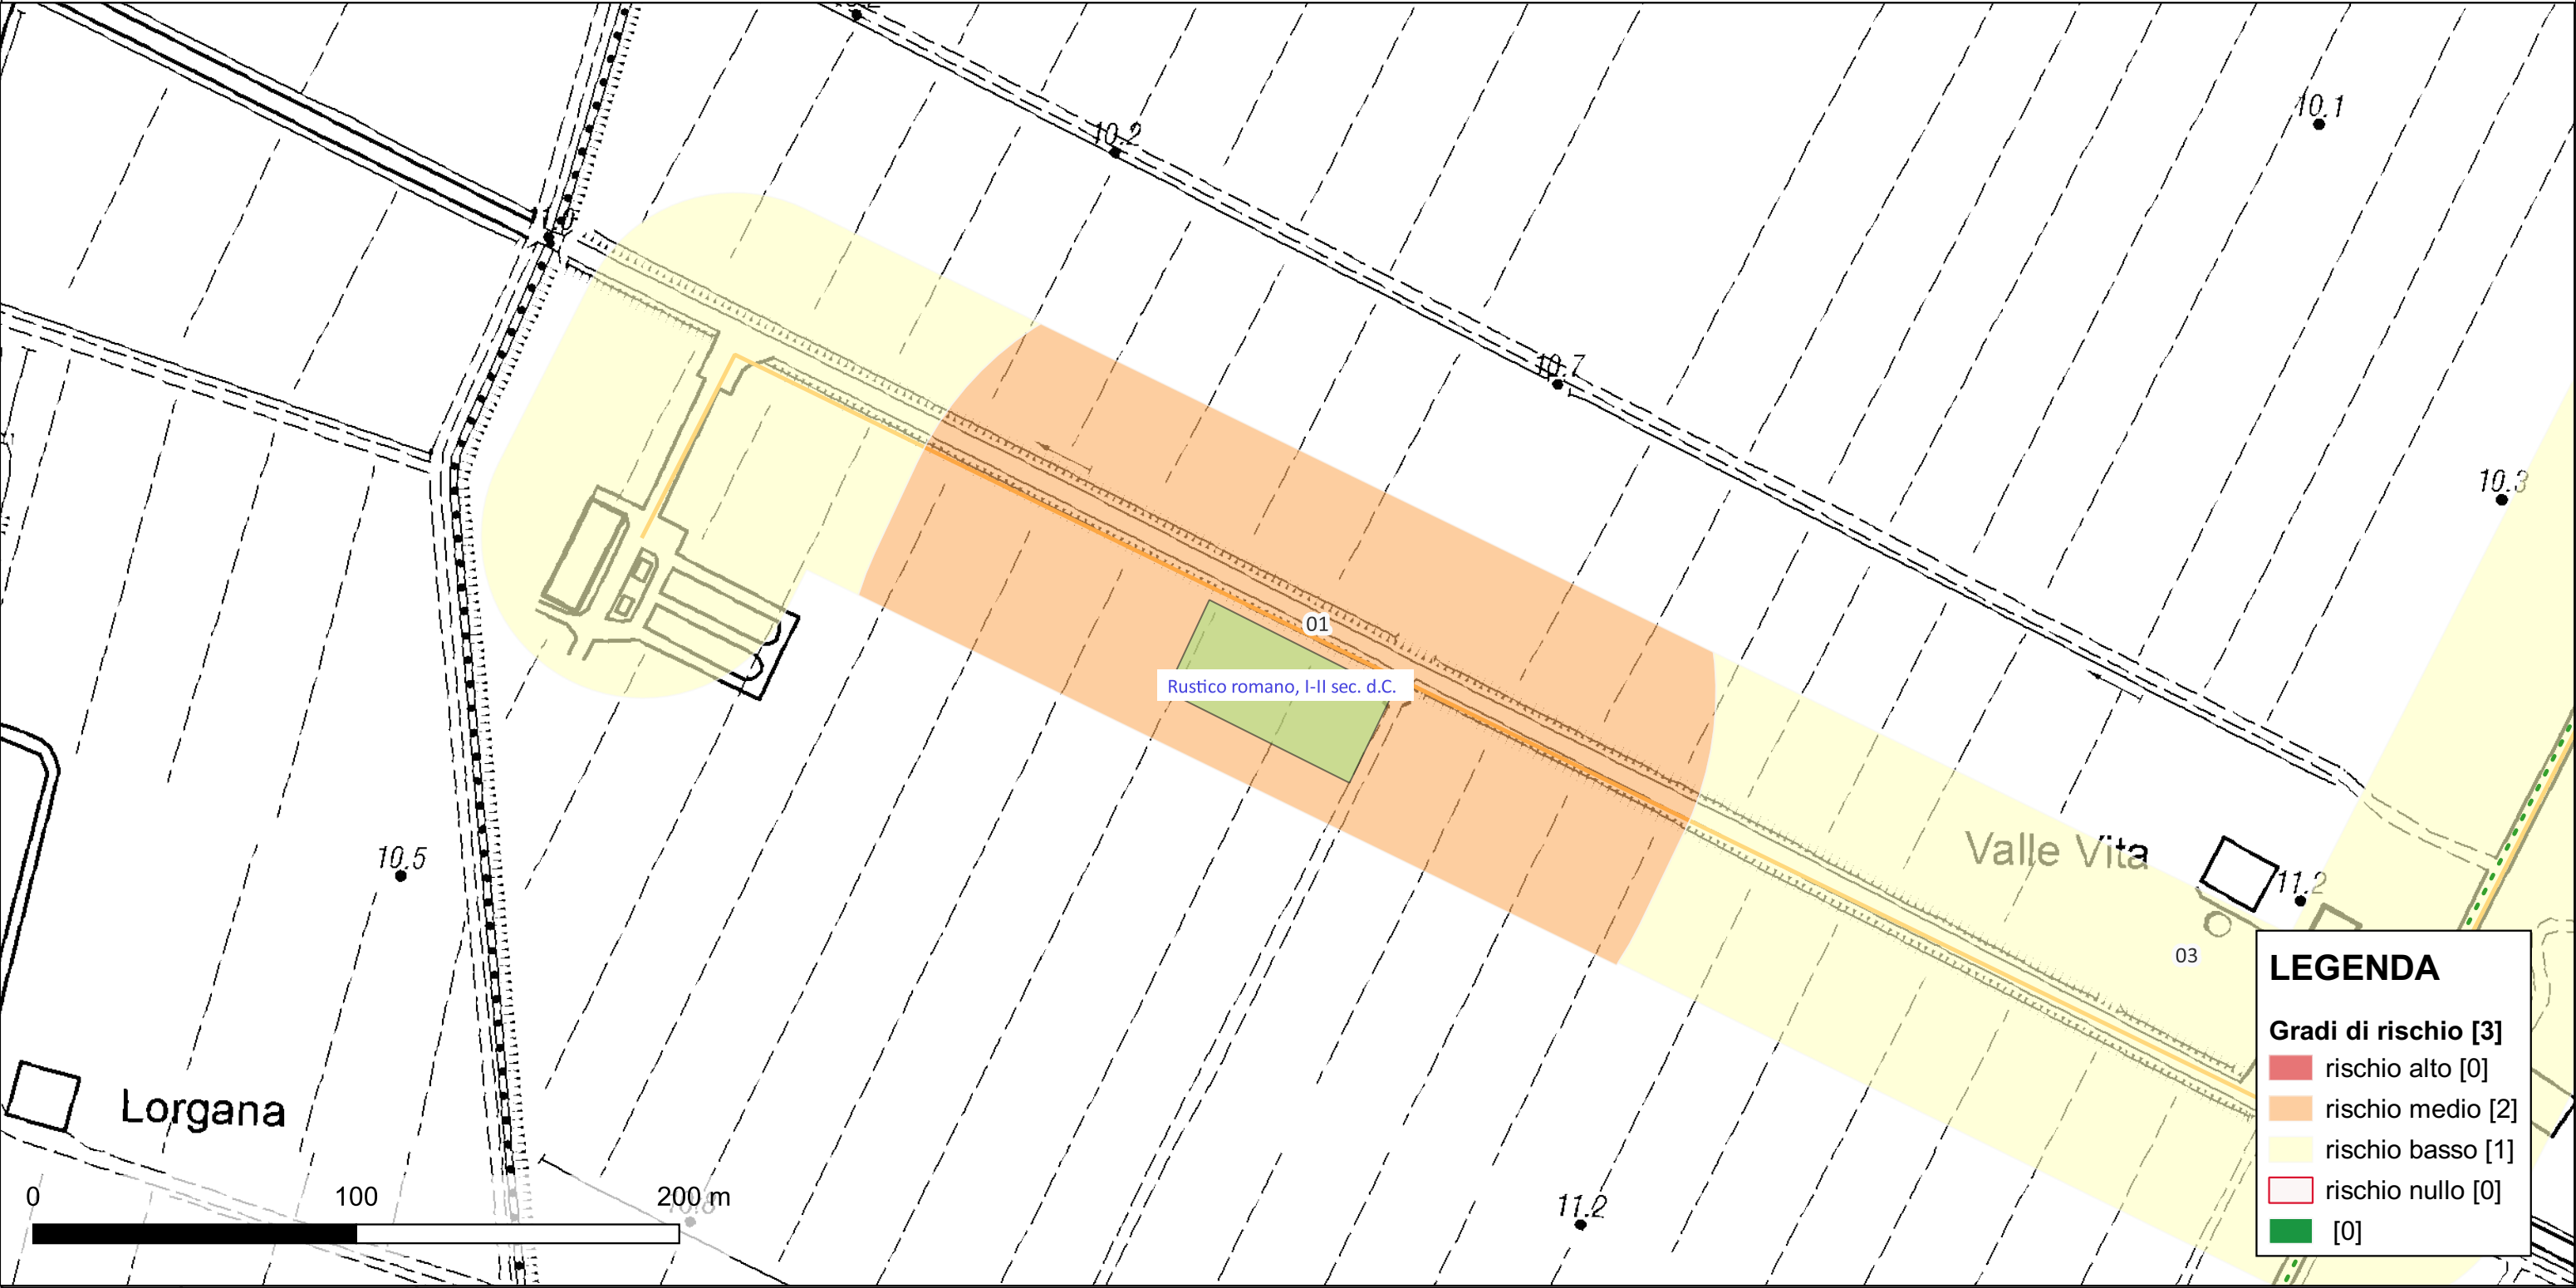 10.1
10.2
10.7
10.3
01
Rustico romano, I-II sec. d.C.
Valle Vita
10.5
11.2
03
LEGENDA
Gradi di rischio [3]
rischio alto [0]
rischio medio [2]
rischio basso [1]
rischio nullo [0]
[0]
Lorgana
0 100 200 m
11.2